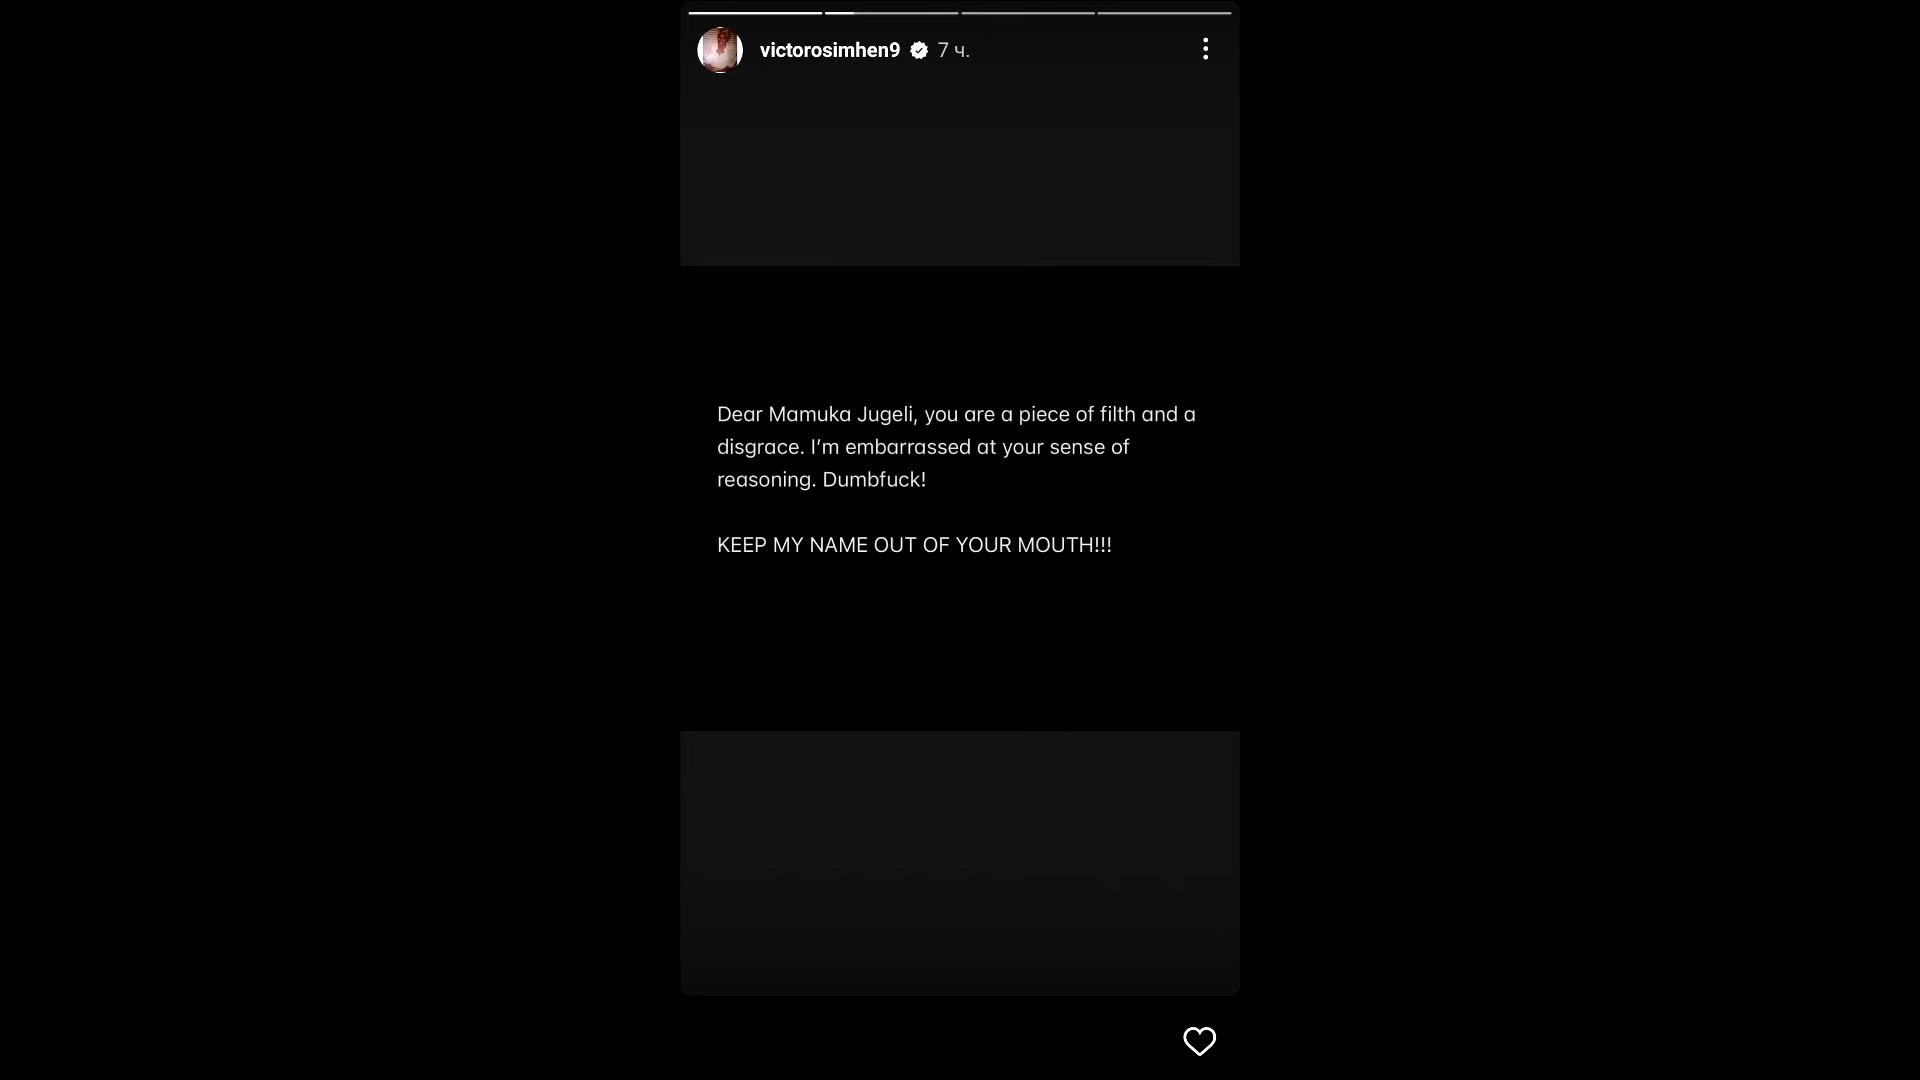 victorosimhen9 7 ч.
Dear Mamuka Jugeli, you are a piece of filth and a
disgrace. I’m embarrassed at your sense of
reasoning. Dumbfuck!
KEEP MY NAME OUT OF YOUR MOUTH!!!